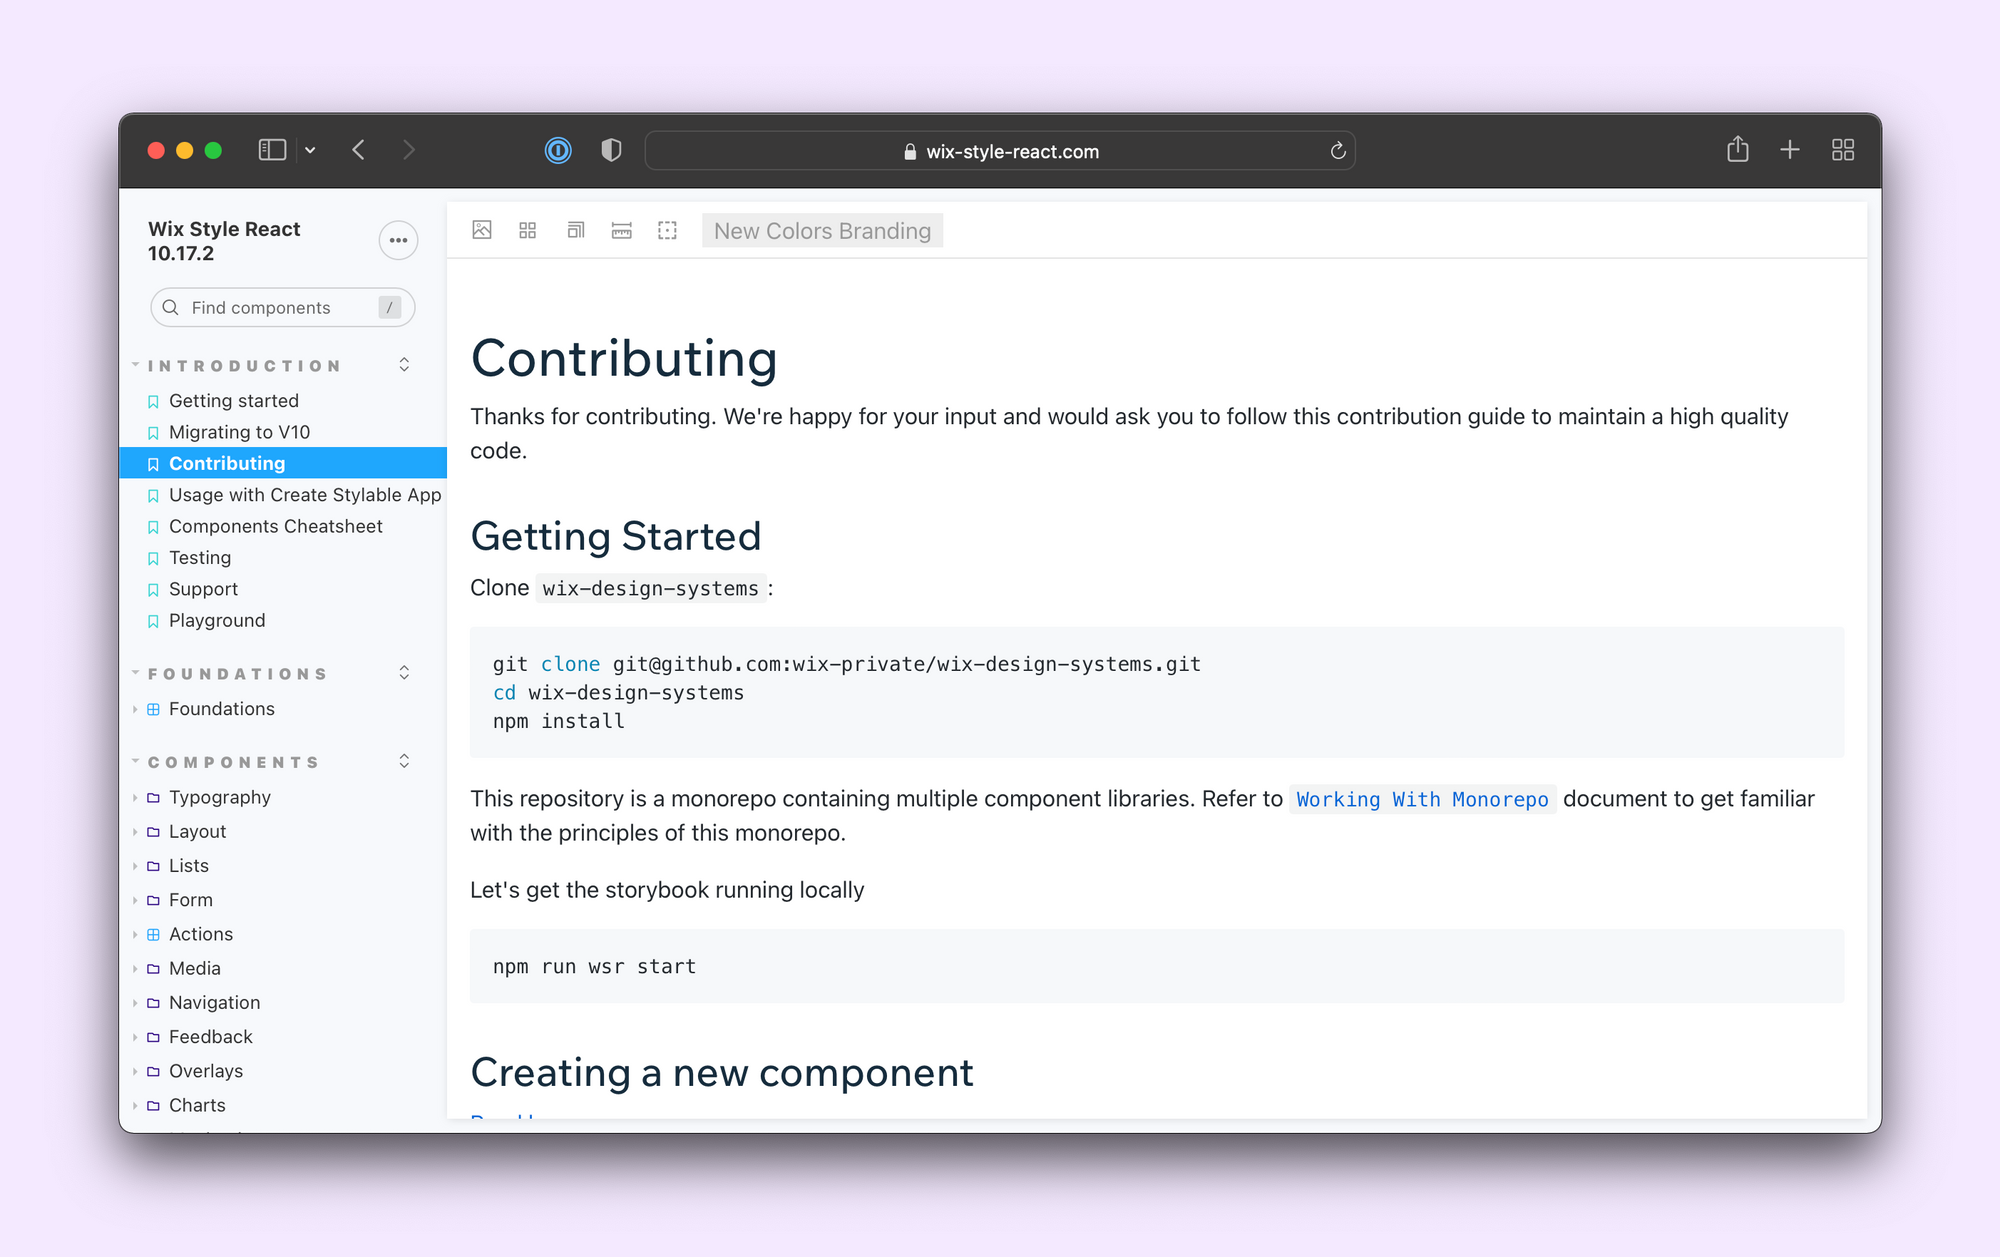 wix-style-react.com
Wix Style React
10.17.2
Find components /
INTRODUCTION
Getting started
Migrating to V10
Contributing
Usage with Create Stylable App
Components Cheatsheet
Testing
Support
Playground
FOUNDATIONS
Foundations
COMPONENTS
Typography
Layout
Lists
Form
Actions
Media
Navigation
Feedback
Overlays
Charts
New Colors Branding
Contributing
Thanks for contributing. We're happy for your input and would ask you to follow this contribution guide to maintain a high quality
code.
Getting Started
Clone wix-design-systems:
git clone git@github.com:wix-private/wix-design-systems.git
cd wix-design-systems
npm install
This repository is a monorepo containing multiple component libraries. Refer to Working With Monorepo document to get familiar
with the principles of this monorepo.
Let's get the storybook running locally
npm run wsr start
Creating a new component